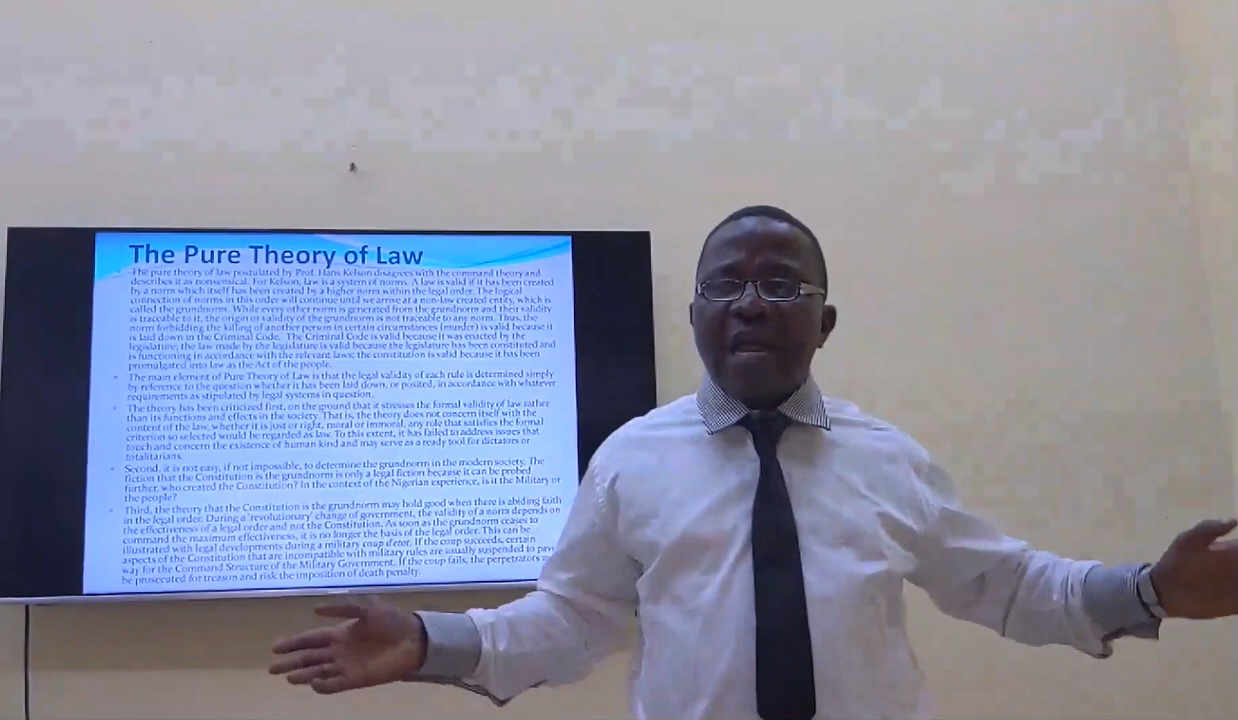 The Pure Theory of Law
The pure theory of law postulated by Prof. Hans Kelson disagrees with the command theory and
describes it as nonsensical. For Kelson, law is a system of norms. A law is valid if it has been created
by a norm which itself has been created by a higher norm within the legal order. The logical
connection of norms in this order will continue until we arrive at a non-law created entity, which is
called the grundnorm. While every other norm is generated from the grundnorm and their validity
is traceable to it, the origin or validity of the grundnorm is not traceable to any norm. Thus, the
norm forbidding the killing of another person in certain circumstances (murder) is valid because it
is laid down in the Criminal Code. The Criminal Code is valid because it was enacted by the
legislature; the law made by the legislature is valid because the legislature has been constituted and
is functioning in accordance with the relevant laws; the constitution is valid because it has been
promulgated into law as the Act of the people.
The main element of Pure Theory of Law is that the legal validity of each rule is determined simply
by reference to the question whether it has been laid down, or posited, in accordance with whatever
requirements as stipulated by legal systems in question.
The theory has been criticized first, on the ground that it stresses the formal validity of law rather
than its functions and effects in the society. That is, the theory does not concern itself with the
content of the law, whether it is just or right, moral or immoral, any role that satisfies the formal
criterion so selected would be regarded as law. To this extent, it has failed to address issues that
touch and concern the existence of human kind and may serve as a ready tool for dictators or
totalitarians.
Second, it is not easy, if not impossible, to determine the grundnorm in the modern society. The
fiction that the Constitution is the grundnorm is only a legal fiction because it can be probed
further, who created the Constitution? In the context of the Nigerian experience, is it the Military or
the people?
Third, the theory that the Constitution is the grundnorm may hold good when there is abiding faith
in the legal order. During a 'revolutionary' change of government, the validity of a norm depends on
the effectiveness of a legal order and not the Constitution. As soon as the grundnorm ceases to
command the maximum effectiveness, it is no longer the basis of the legal order. This can be
illustrated with legal developments during a military coup d'etat. If the coup succeeds, certain
aspects of the Constitution that are incompatible with military rules are usually suspended to pave
way for the Command Structure of the Military Government. If the coup fails, the perpetrators
be prosecuted for treason and risk the imposition of death penalty.